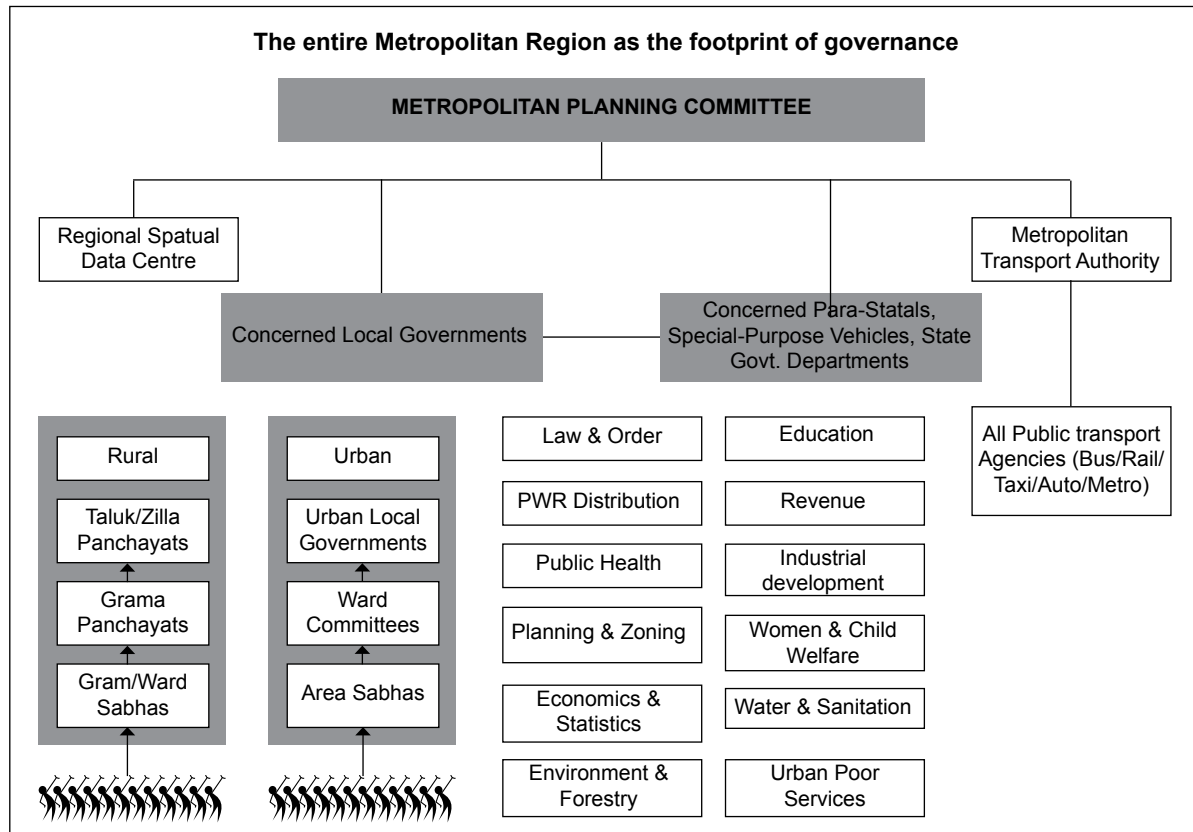 The entire Metropolitan Region as the footprint of governance
METROPOLITAN PLANNING COMMITTEE
Regional Spatual
Data Centre
Metropolitan
Transport Authority
Concerned Local Governments
Concerned Para-Statals,
Special-Purpose Vehicles, State
Govt. Departments
Rural
Taluk/Zilla
Panchayats
Grama
Panchayats
Gram/Ward
Sabhas
Urban
Urban Local
Governments
Ward
Committees
Area Sabhas
Law & Order
PWR Distribution
Public Health
Planning & Zoning
Economics &
Statistics
Environment &
Forestry
Education
Revenue
Industrial
development
Women & Child
Welfare
Water & Sanitation
Urban Poor
Services
All Public transport
Agencies (Bus/Rail/
Taxi/Auto/Metro)